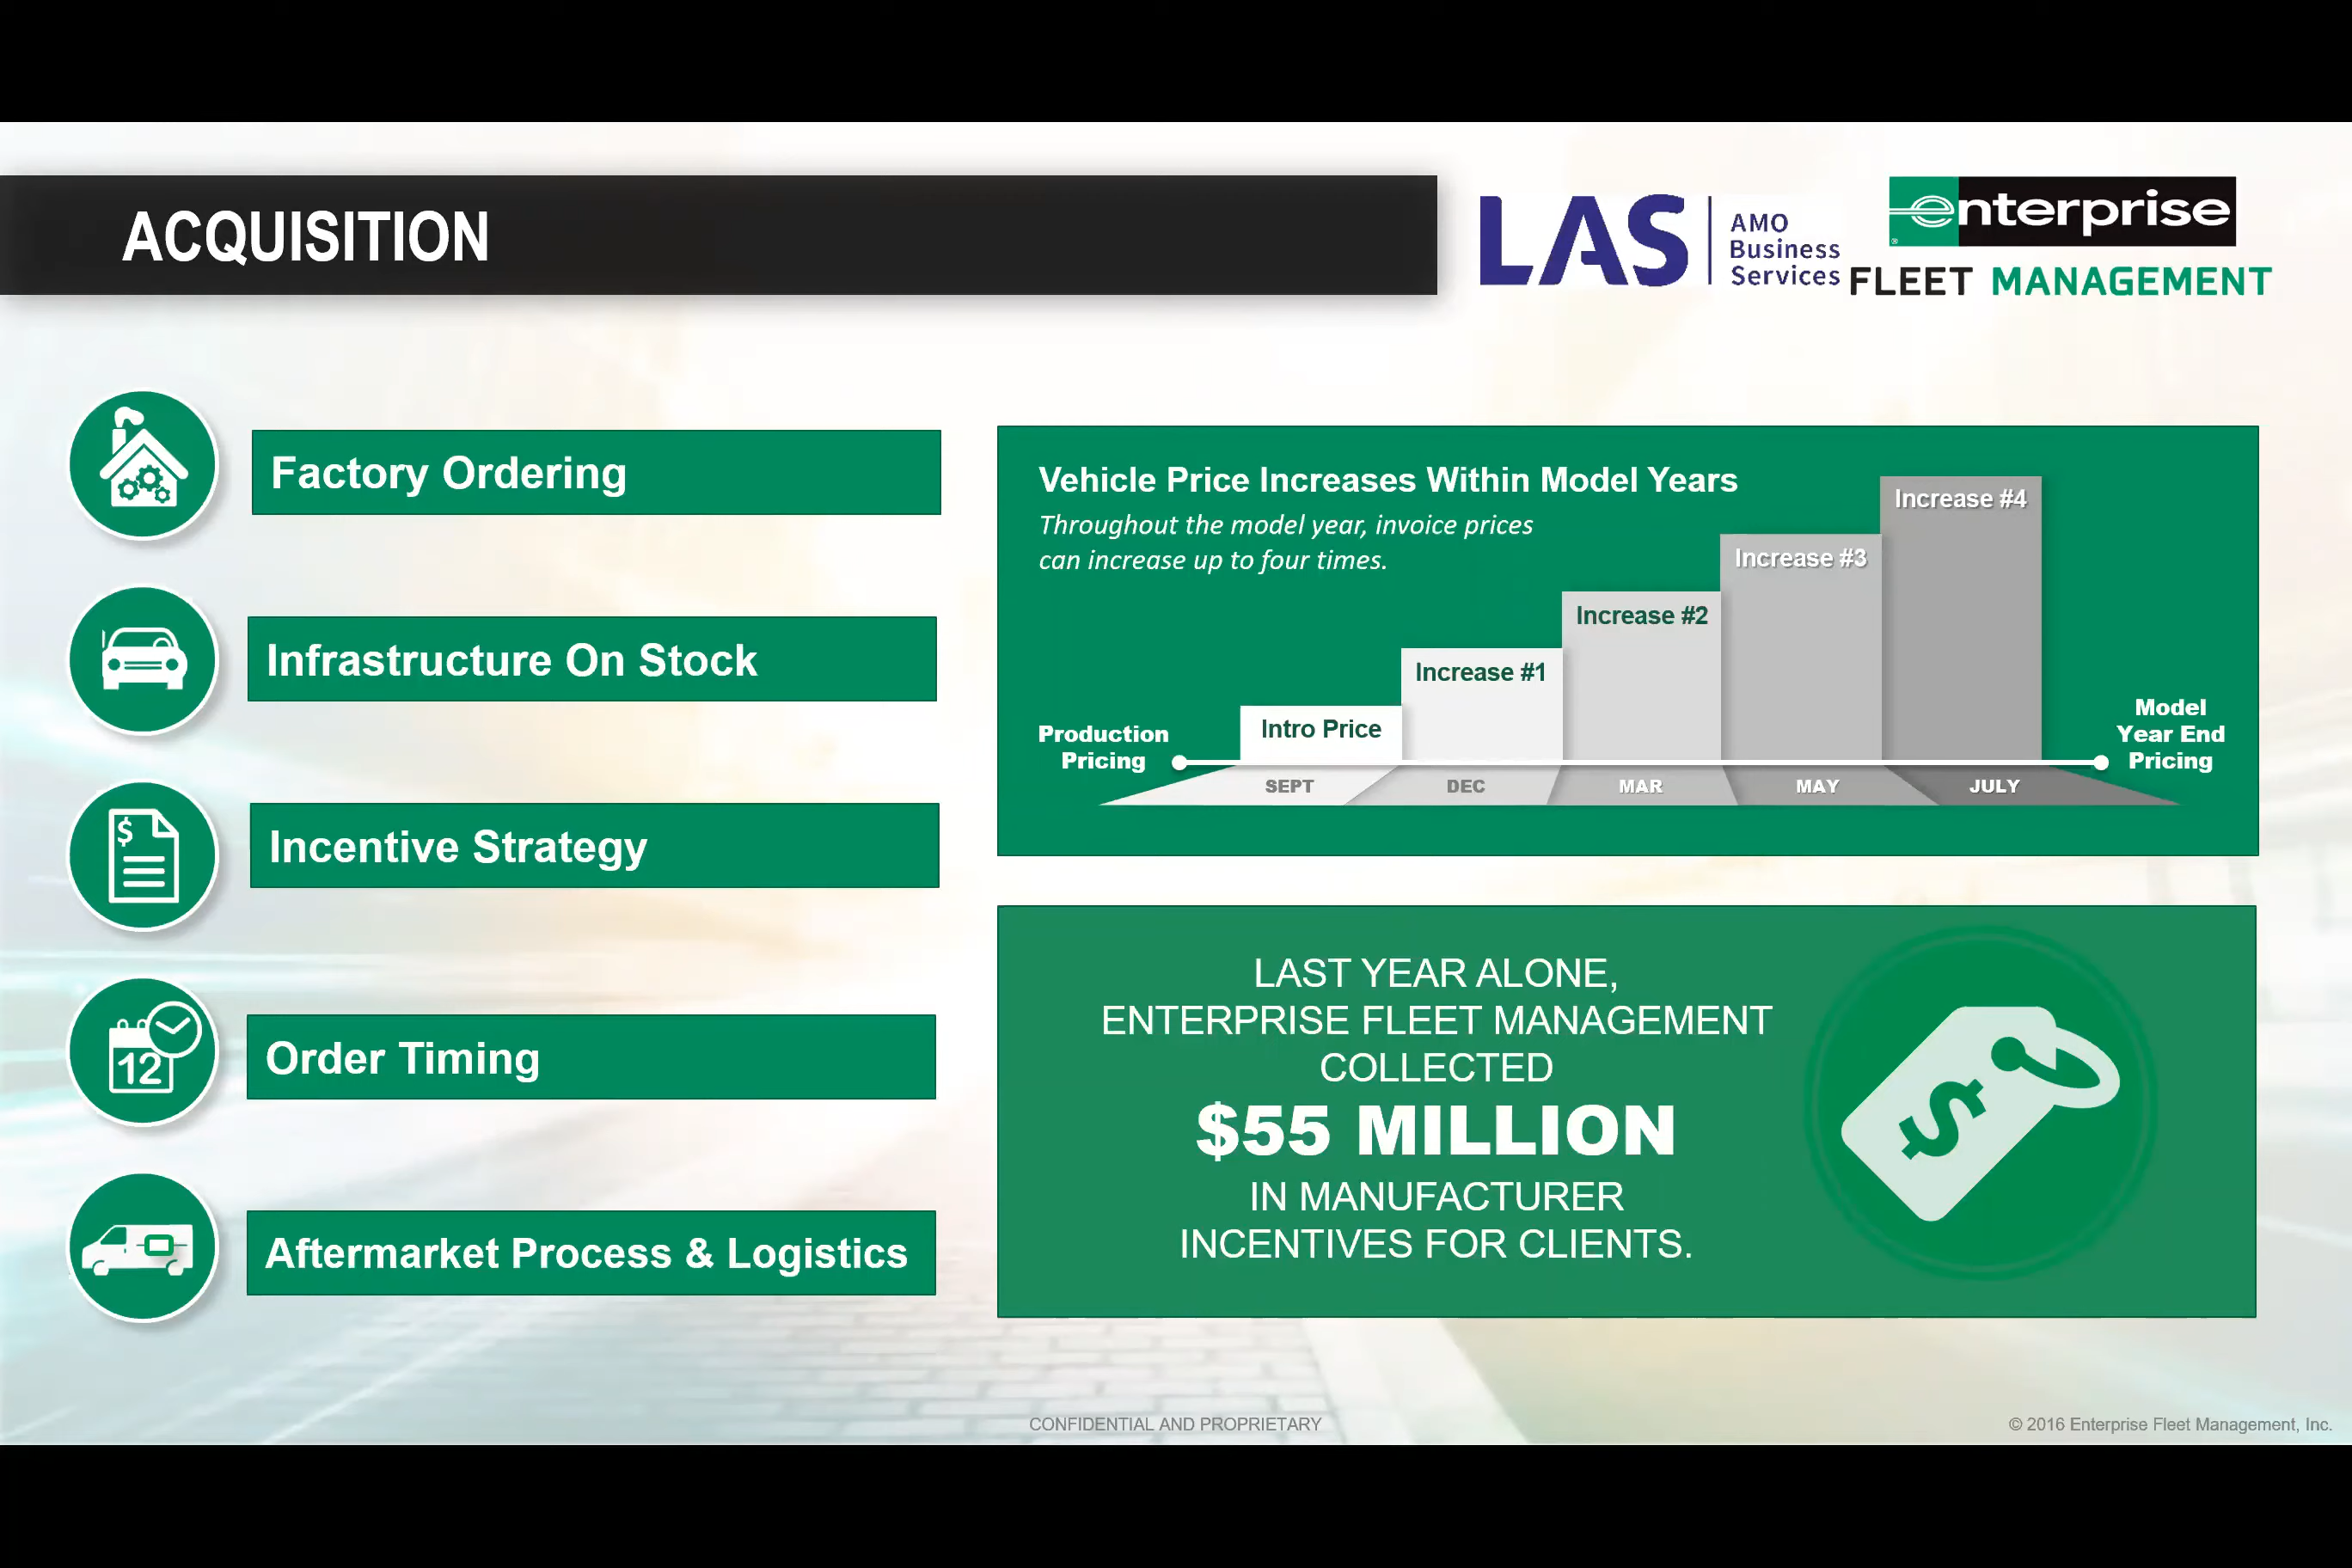 ACQUISITION
LAS
AMO
Business
Services
enterprise
FLEET MANAGEMENT
Factory Ordering
Infrastructure On Stock
$
Incentive Strategy
12
Order Timing
Aftermarket Process & Logistics
Vehicle Price Increases Within Model Years
Throughout the model year, invoice prices
can increase up to four times.
Production
Pricing
Intro Price
Increase #1
Increase #2
Increase #3
Increase #4
Model
Year End
Pricing
SEPT
DEC
MAR
MAY
JULY
LAST YEAR ALONE,
ENTERPRISE FLEET MANAGEMENT
COLLECTED
$55 MILLION
IN MANUFACTURER
INCENTIVES FOR CLIENTS.
$
CONFIDENTIAL AND PROPRIETARY
© 2016 Enterprise Fleet Management, Inc.